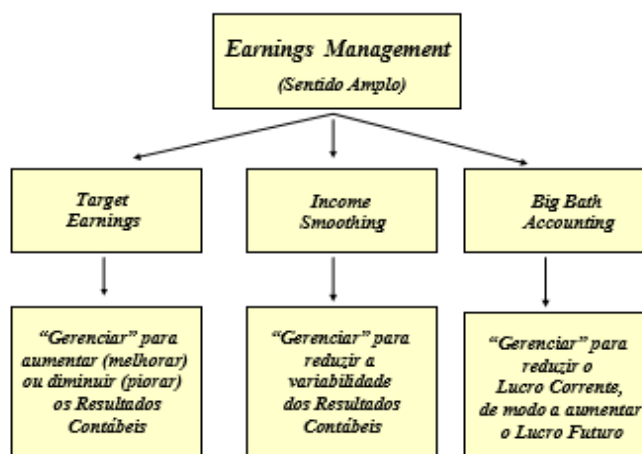 Earnings Management
(Sentido Amplo)
Target
Earnings
Income
Smoothing
Big Bath
Accounting
“Gerenciar” para
aumentar (melhorar)
ou diminuir (piorar)
os Resultados
Contábeis
“Gerenciar” para
reduzir a
variabilidade
dos Resultados
Contábeis
“Gerenciar” para
reduzir o
Lucro Corrente,
de modo a aumentar
o Lucro Futuro